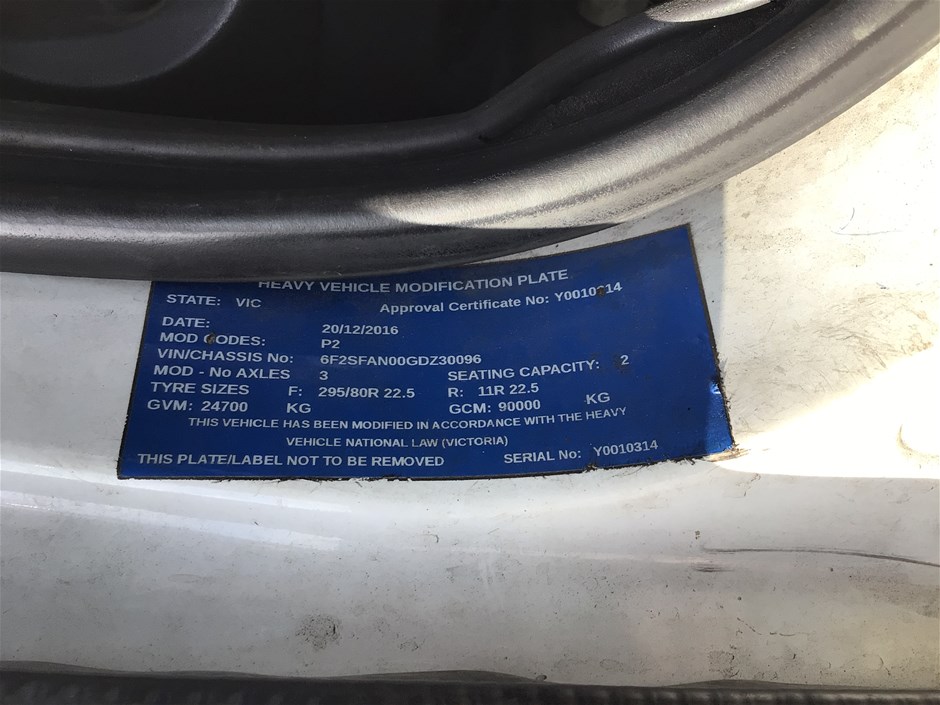 HEAVY VEHICLE MODIFICATION PLATE
STATE: VIC Approval Certificate No: Y0010314
DATE: 20/12/2016
MOD CODES: P2
VIN/CHASSIS No: 6F2SFAN00GDZ30096
MOD - No AXLES 3 SEATING CAPACITY: 2
TYRE SIZES F: 295/80R 22.5 R: 11R 22.5
GVM: 24700 KG GCM: 90000 KG
THIS VEHICLE HAS BEEN MODIFIED IN ACCORDANCE WITH THE HEAVY
VEHICLE NATIONAL LAW (VICTORIA)
THIS PLATE/LABEL NOT TO BE REMOVED SERIAL No: Y0010314